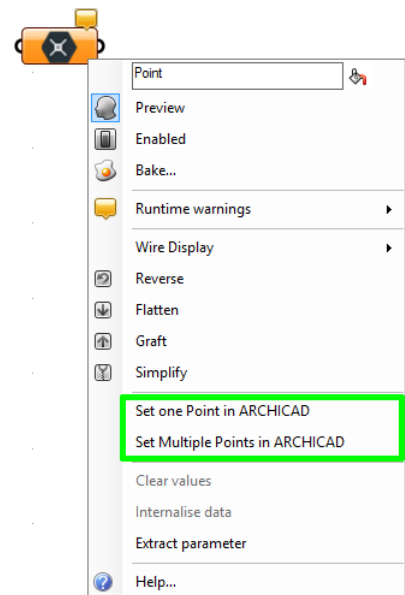 Point
Preview
Enabled
Bake...
Runtime warnings
Wire Display
Reverse
Flatten
Graft
Simplify
Set one Point in ARCHICAD
Set Multiple Points in ARCHICAD
Clear values
Internalise data
Extract parameter
Help...